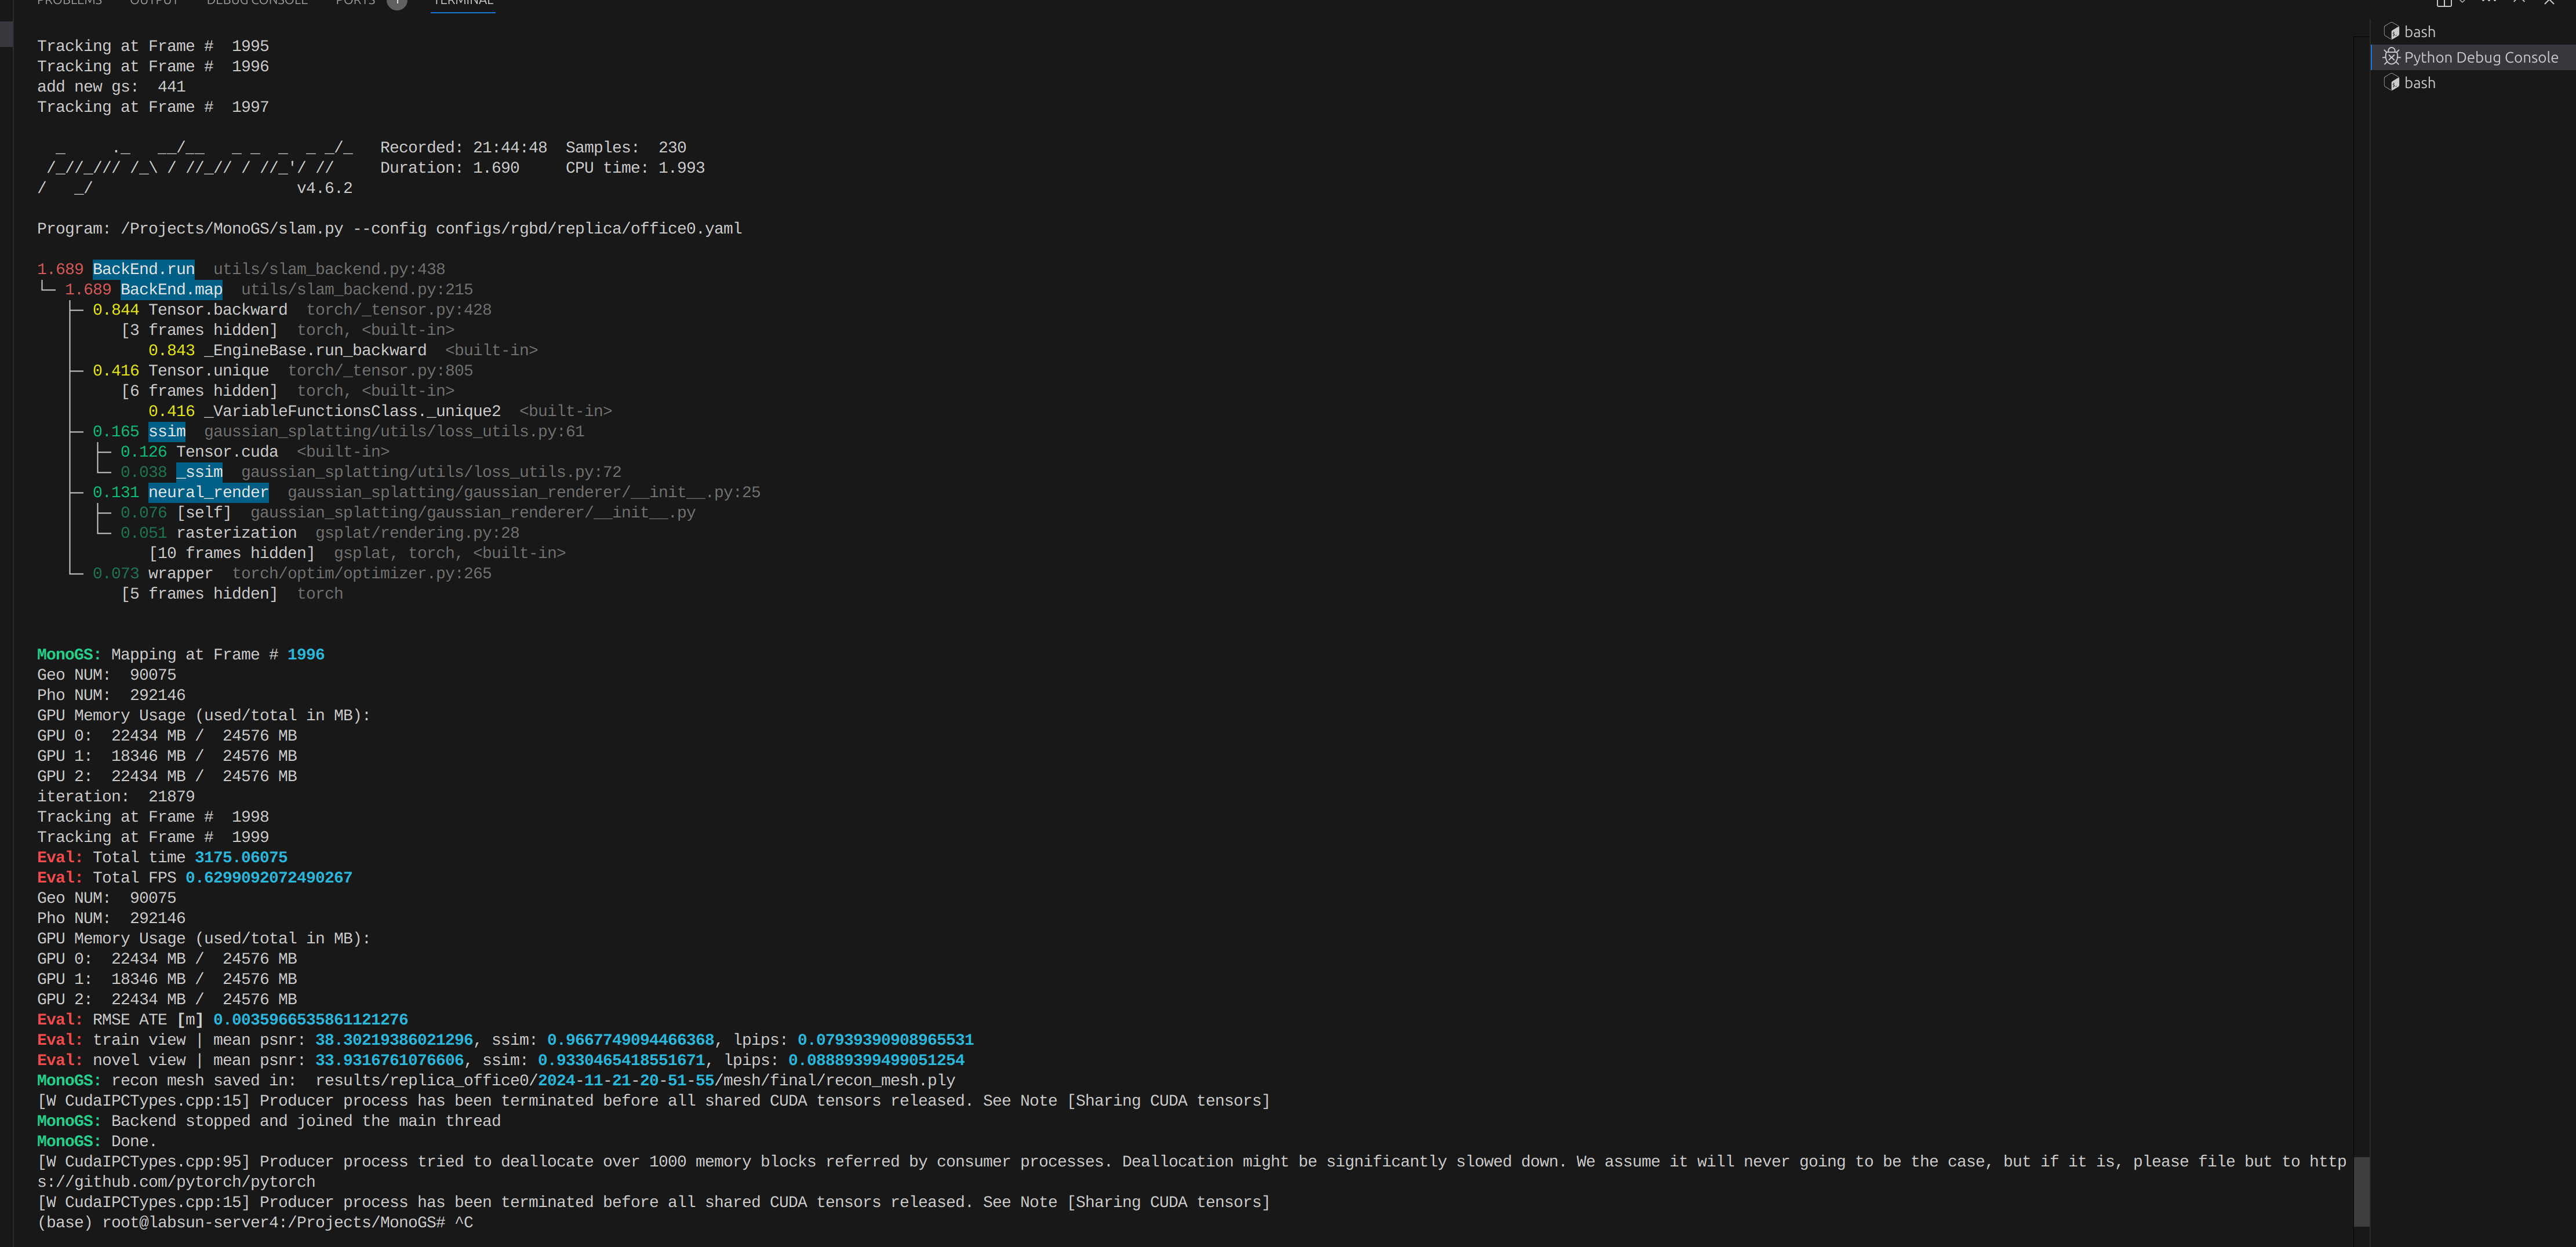 PROBLEMS OUTPUT DEBUG CONSOLE PORTS 1 TERMINAL
bash
Python Debug Console
bash
Tracking at Frame #  1995
Tracking at Frame #  1996
add new gs:  441
Tracking at Frame #  1997
  _     ._   __/__   _ _  _  _ _/_   Recorded: 21:44:48  Samples:  230
 /_//_/// /_\ / //_// / //_'/ //     Duration: 1.690     CPU time: 1.993
/   _/                      v4.6.2
Program: /Projects/MonoGS/slam.py --config configs/rgbd/replica/office0.yaml
1.689 BackEnd.run  utils/slam_backend.py:438
└─ 1.689 BackEnd.map  utils/slam_backend.py:215
   ├─ 0.844 Tensor.backward  torch/_tensor.py:428
   │     [3 frames hidden]  torch, <built-in>
   │        0.843 _EngineBase.run_backward  <built-in>
   ├─ 0.416 Tensor.unique  torch/_tensor.py:805
   │     [6 frames hidden]  torch, <built-in>
   │        0.416 _VariableFunctionsClass._unique2  <built-in>
   ├─ 0.165 ssim  gaussian_splatting/utils/loss_utils.py:61
   │  ├─ 0.126 Tensor.cuda  <built-in>
   │  └─ 0.038 _ssim  gaussian_splatting/utils/loss_utils.py:72
   ├─ 0.131 neural_render  gaussian_splatting/gaussian_renderer/__init__.py:25
   │  ├─ 0.076 [self]  gaussian_splatting/gaussian_renderer/__init__.py
   │  └─ 0.051 rasterization  gsplat/rendering.py:28
   │        [10 frames hidden]  gsplat, torch, <built-in>
   └─ 0.073 wrapper  torch/optim/optimizer.py:265
         [5 frames hidden]  torch
MonoGS: Mapping at Frame # 1996
Geo NUM:  90075
Pho NUM:  292146
GPU Memory Usage (used/total in MB):
GPU 0:  22434 MB /  24576 MB
GPU 1:  18346 MB /  24576 MB
GPU 2:  22434 MB /  24576 MB
iteration:  21879
Tracking at Frame #  1998
Tracking at Frame #  1999
Eval: Total time 3175.06075
Eval: Total FPS 0.6299092072490267
Geo NUM:  90075
Pho NUM:  292146
GPU Memory Usage (used/total in MB):
GPU 0:  22434 MB /  24576 MB
GPU 1:  18346 MB /  24576 MB
GPU 2:  22434 MB /  24576 MB
Eval: RMSE ATE [m] 0.0035966535861121276
Eval: train view | mean psnr: 38.30219386021296, ssim: 0.9667749094466368, lpips: 0.07939390908965531
Eval: novel view | mean psnr: 33.9316761076606, ssim: 0.9330465418551671, lpips: 0.08889399499051254
MonoGS: recon mesh saved in:  results/replica_office0/2024-11-21-20-51-55/mesh/final/recon_mesh.ply
[W CudaIPCTypes.cpp:15] Producer process has been terminated before all shared CUDA tensors released. See Note [Sharing CUDA tensors]
MonoGS: Backend stopped and joined the main thread
MonoGS: Done.
[W CudaIPCTypes.cpp:95] Producer process tried to deallocate over 1000 memory blocks referred by consumer processes. Deallocation might be significantly slowed down. We assume it will never going to be the case, but if it is, please file but to http
s://github.com/pytorch/pytorch
[W CudaIPCTypes.cpp:15] Producer process has been terminated before all shared CUDA tensors released. See Note [Sharing CUDA tensors]
(base) root@labsun-server4:/Projects/MonoGS# ^C